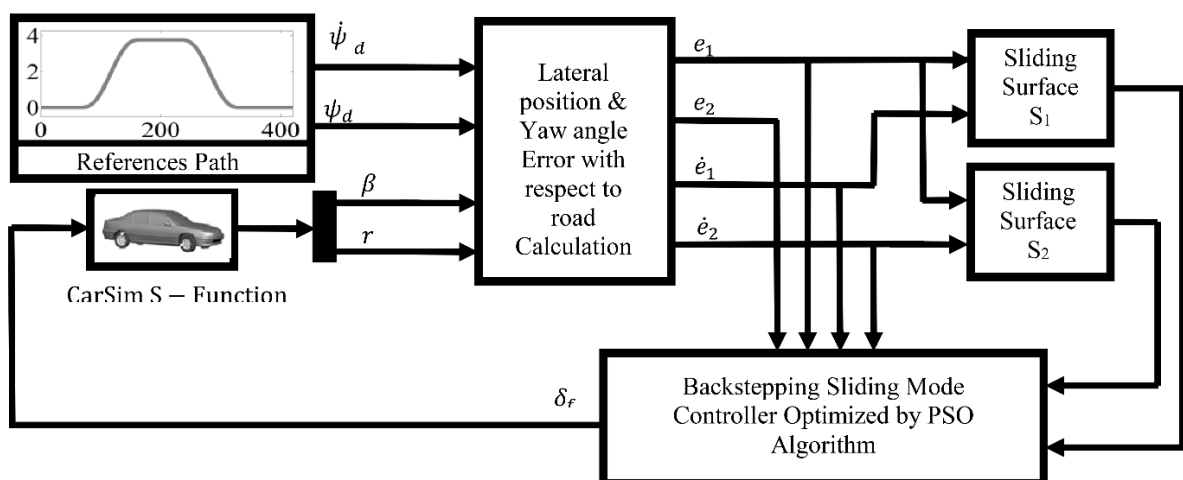 4
2
0
0
200
400
References Path
ψ̇ d
ψd
β
r
CarSim S − Function
Lateral
position &
Yaw angle
Error with
respect to
road
Calculation
e1
e2
ė1
ė2
Sliding
Surface
S1
Sliding
Surface
S2
Backstepping Sliding Mode
Controller Optimized by PSO
Algorithm
δf